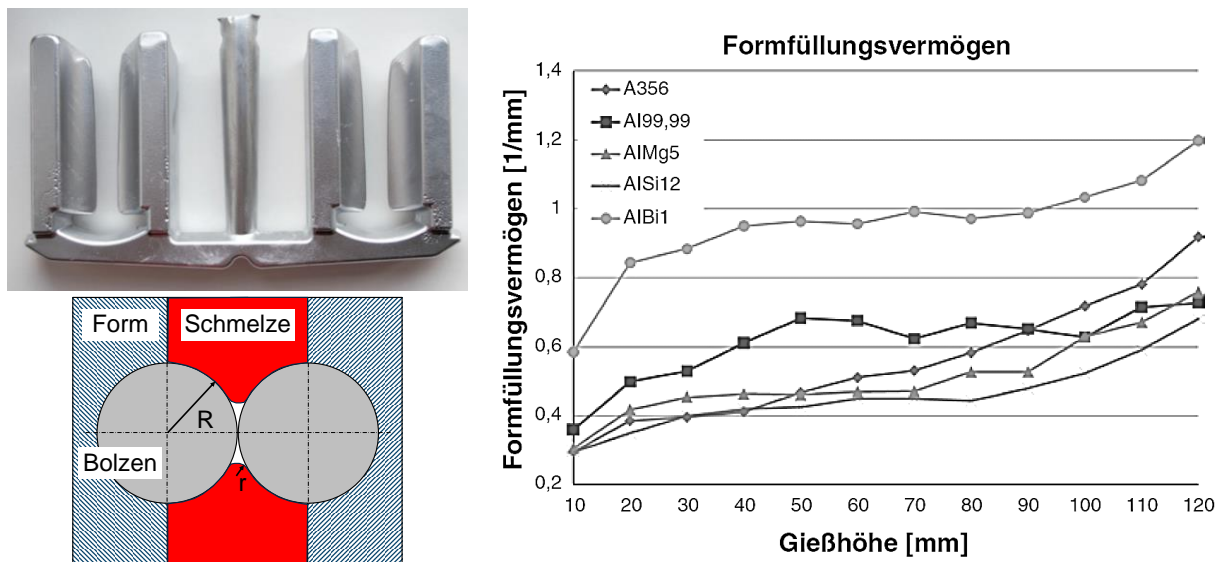 Form
Schmelze
R
Bolzen
r
Formfüllungsvermögen
Formfüllungsvermögen [1/mm]
1,4
1,2
1
0,8
0,6
0,4
0,2
A356
Al99,99
AlMg5
AlSi12
AlBi1
10 20 30 40 50 60 70 80 90 100 110 120
Gießhöhe [mm]